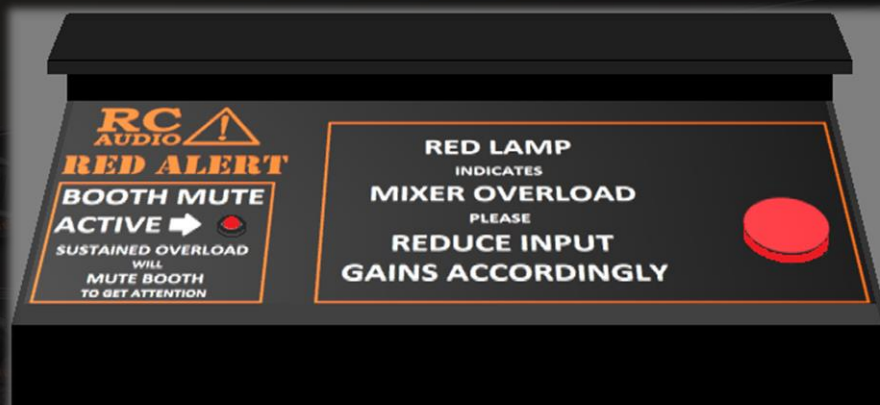 RC
AUDIO
RED ALERT
BOOTH MUTE
ACTIVE
SUSTAINED OVERLOAD
WILL
MUTE BOOTH
TO GET ATTENTION
RED LAMP
INDICATES
MIXER OVERLOAD
PLEASE
REDUCE INPUT
GAINS ACCORDINGLY